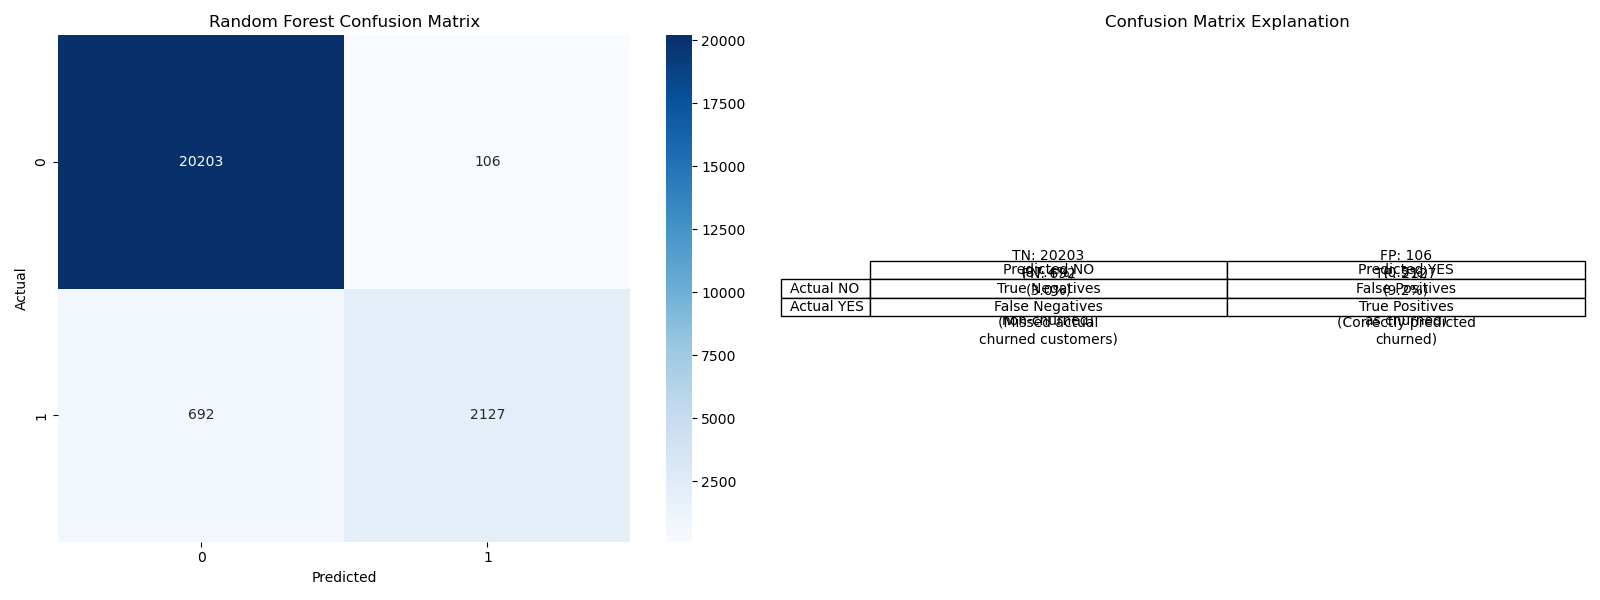 Random Forest Confusion Matrix
20203
106
692
2127
0
1
Actual
0
1
Predicted
20000
17500
15000
12500
10000
7500
5000
2500
Confusion Matrix Explanation
TN: 20203
FP: 106
Predicted NO
Predicted YES
FN: 692
TP: 2127
Actual NO
True Negatives
False Positives
(3.0%)
(9.2%)
Actual YES
False Negatives
True Positives
(Missed actual
churned customers)
(Correctly predicted
churned)